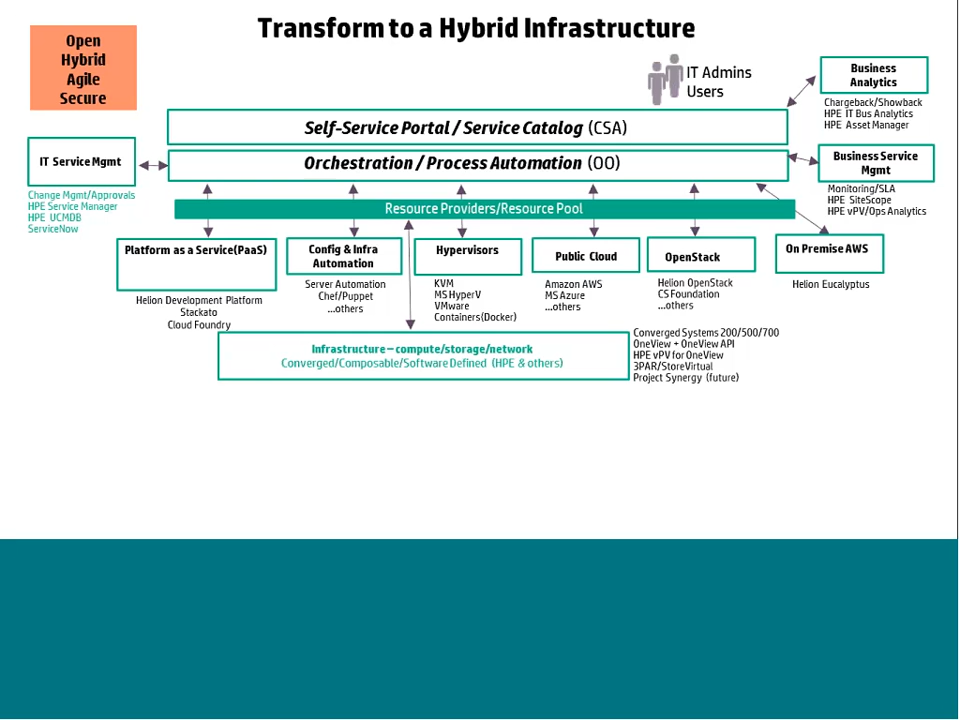 Transform to a Hybrid Infrastructure
Open
Hybrid
Agile
Secure
IT Admins
Users
Business
Analytics
Chargeback/Showback
HPE IT Bus Analytics
HPE Asset Manager
Self-Service Portal / Service Catalog (CSA)
Orchestration / Process Automation (OO)
IT Service Mgmt
Change Mgmt/Approvals
HPE Service Manager
HPE UCMDB
ServiceNow
Business Service
Mgmt
Monitoring/SLA
HPE SiteScope
HPE vPV/Ops Analytics
Resource Providers/Resource Pool
Platform as a Service(PaaS)
Helion Development Platform
Stackato
Cloud Foundry
Config & Infra
Automation
Server Automation
Chef/Puppet
...others
Hypervisors
KVM
MS HyperV
VMware
Containers(Docker)
Public Cloud
Amazon AWS
MS Azure
...others
OpenStack
Helion OpenStack
CS Foundation
...others
On Premise AWS
Helion Eucalyptus
Infrastructure – compute/storage/network
Converged/Composable/Software Defined (HPE & others)
Converged Systems 200/500/700
OneView + OneView API
HPE vPV for OneView
3PAR/StoreVirtual
Project Synergy (future)